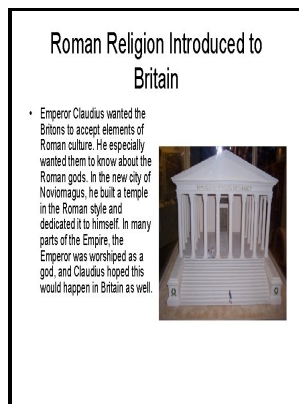 Roman Religion Introduced to
Britain
• Emperor Claudius wanted the
Britons to accept elements of
Roman culture. He especially
wanted them to know about the
Roman gods. In the new city of
Noviomagus, he built a temple
in the Roman style and
dedicated it to himself. In many
parts of the Empire, the
Emperor was worshiped as a
god, and Claudius hoped this
would happen in Britain as well.